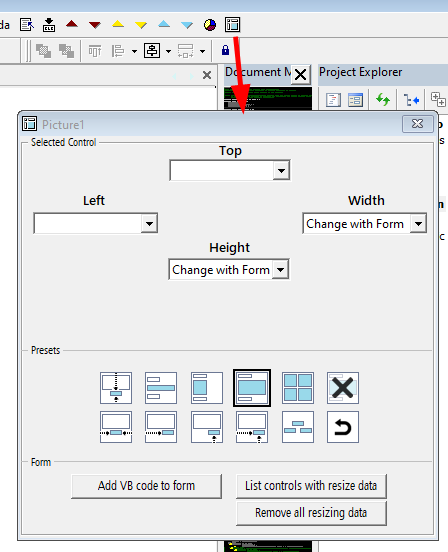 da
Document M
Project Explorer
Picture1
Selected Control
Top
Left
Width
Change with Form
Height
Change with Form
Presets
Form
Add VB code to form
List controls with resize data
Remove all resizing data